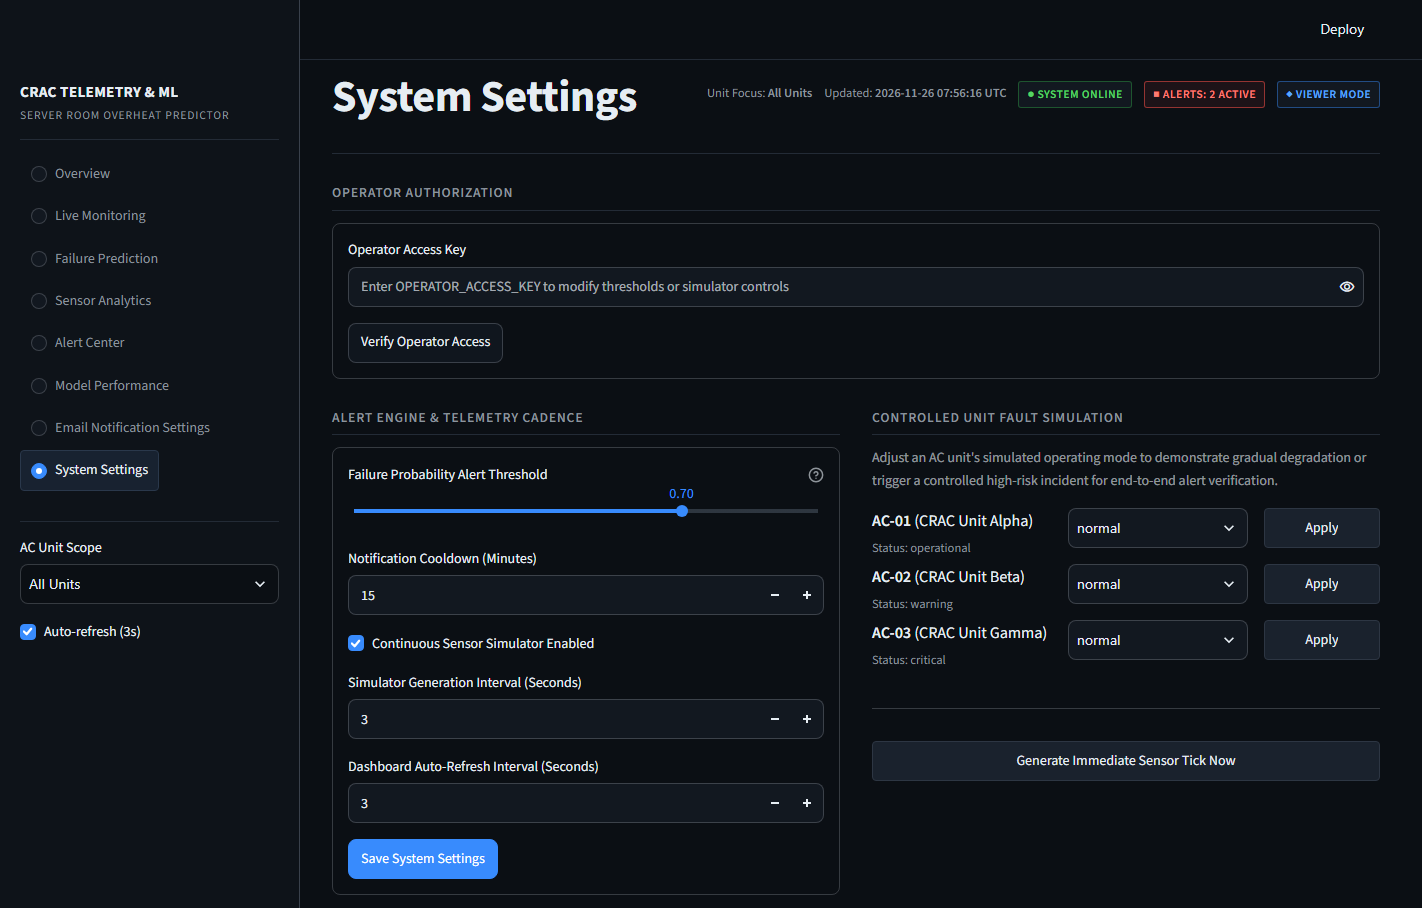 Deploy
CRAC TELEMETRY & ML
SERVER ROOM OVERHEAT PREDICTOR
Overview
Live Monitoring
Failure Prediction
Sensor Analytics
Alert Center
Model Performance
Email Notification Settings
System Settings
AC Unit Scope
All Units
Auto-refresh (3s)
System Settings
Unit Focus: All Units Updated: 2026-11-26 07:56:16 UTC SYSTEM ONLINE ALERTS: 2 ACTIVE VIEWER MODE
OPERATOR AUTHORIZATION
Operator Access Key
Enter OPERATOR_ACCESS_KEY to modify thresholds or simulator controls
Verify Operator Access
ALERT ENGINE & TELEMETRY CADENCE
Failure Probability Alert Threshold
0.70
Notification Cooldown (Minutes)
15
Continuous Sensor Simulator Enabled
Simulator Generation Interval (Seconds)
3
Dashboard Auto-Refresh Interval (Seconds)
3
Save System Settings
CONTROLLED UNIT FAULT SIMULATION
Adjust an AC unit's simulated operating mode to demonstrate gradual degradation or
trigger a controlled high-risk incident for end-to-end alert verification.
AC-01 (CRAC Unit Alpha) normal Apply
Status: operational
AC-02 (CRAC Unit Beta) normal Apply
Status: warning
AC-03 (CRAC Unit Gamma) normal Apply
Status: critical
Generate Immediate Sensor Tick Now